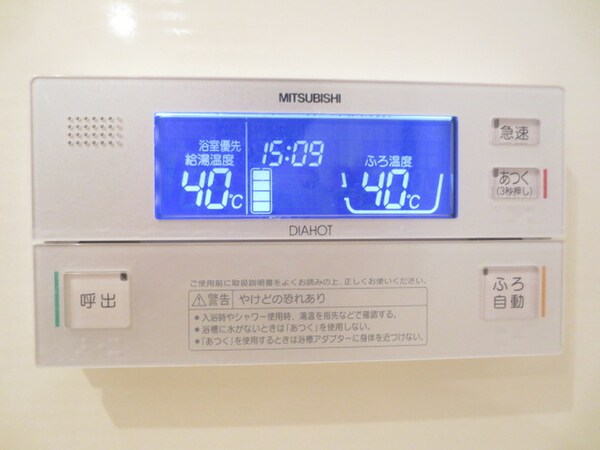 MITSUBISHI
浴室優先
給湯温度
40℃
15:09
ふろ温度
40℃
急速
あつく
(3秒押し)
DIAHOT
呼出
ご使用前に取扱説明書をよくお読みの上、正しくお使いください。
⚠警告 やけどの恐れあり
●入浴時やシャワー使用時、湯温を指先などで確認する。
●浴槽に水がないときは「あつく」を使用しない。
●「あつく」を使用するときは浴槽アダプターに身体を近づけない。
ふろ
自動